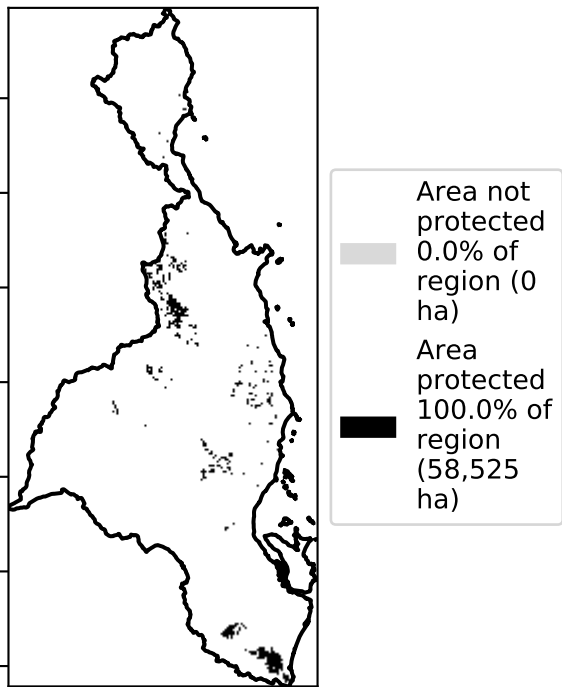 Area not
protected
0.0% of
region (0
ha)
Area
protected
100.0% of
region
(58,525
ha)